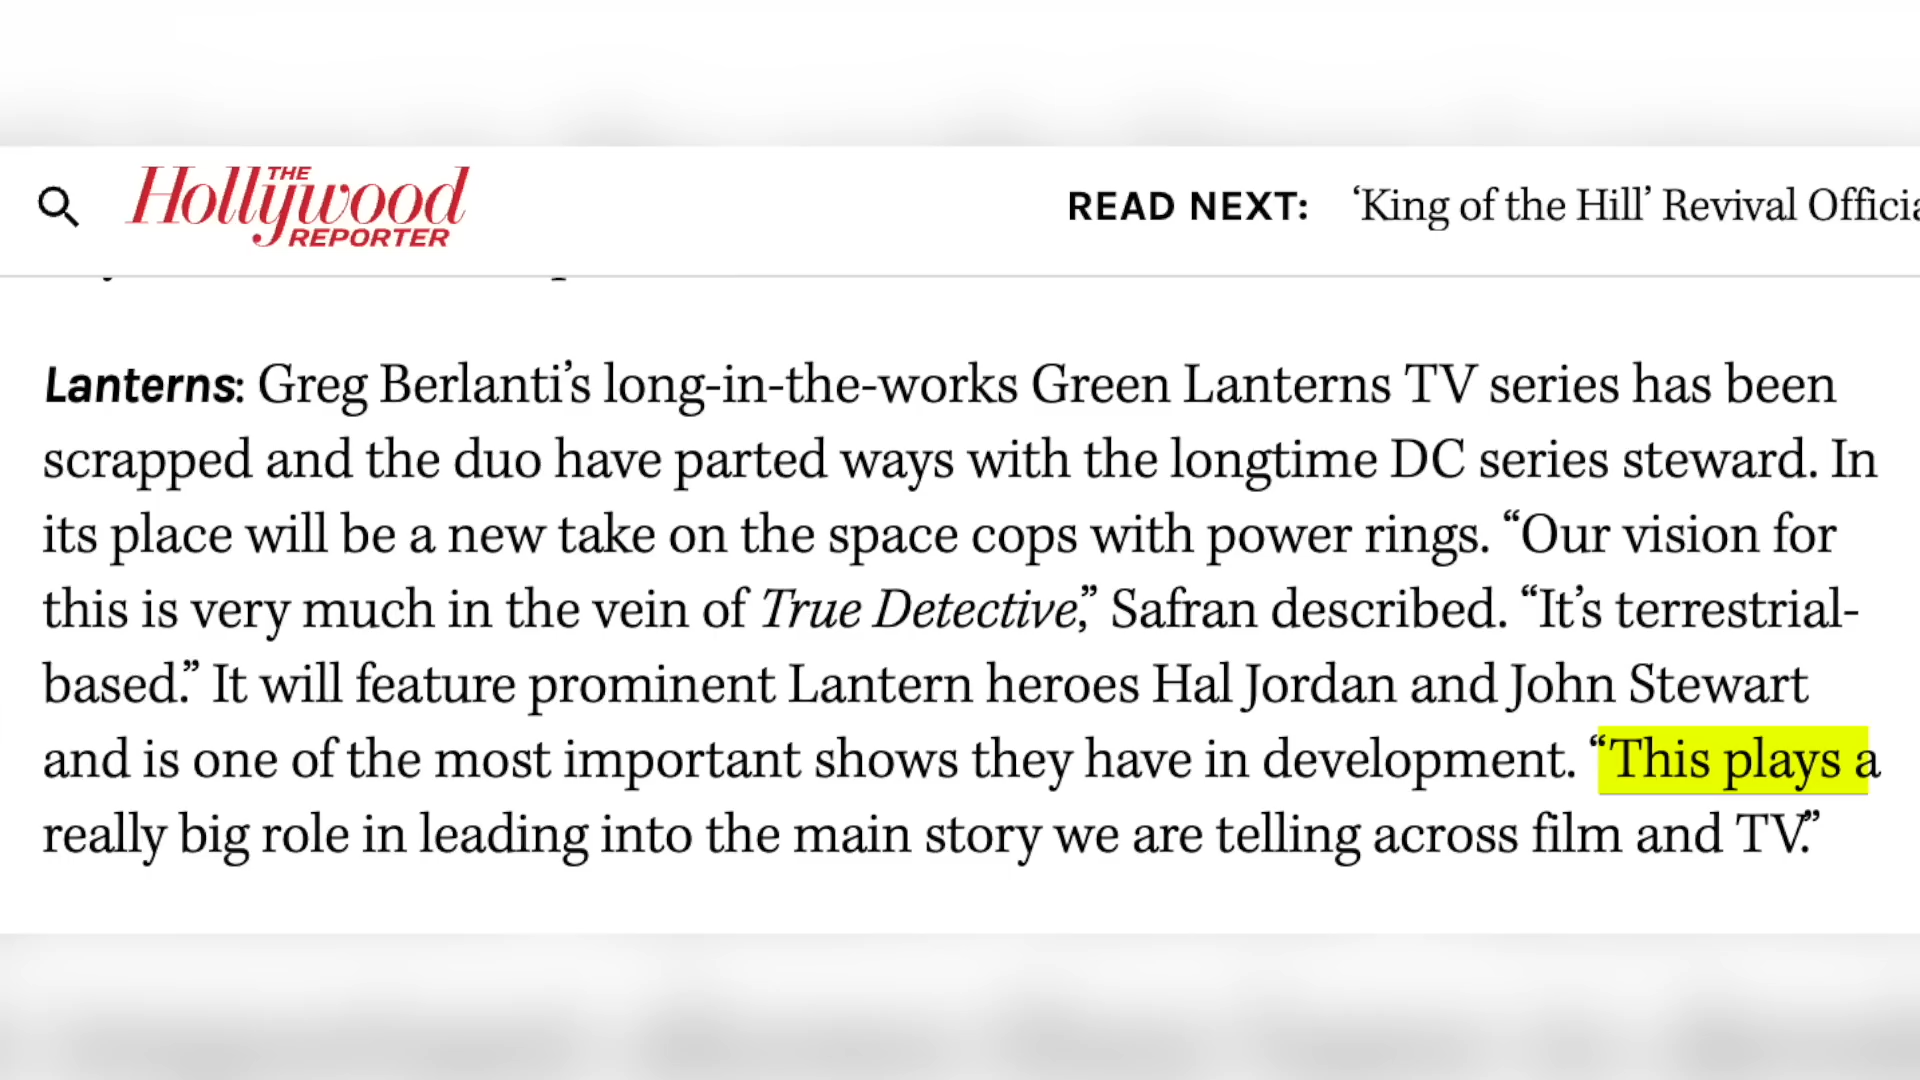 THE
Hollywood
REPORTER
READ NEXT: ‘King of the Hill’ Revival Officia
Lanterns: Greg Berlanti’s long-in-the-works Green Lanterns TV series has been
scrapped and the duo have parted ways with the longtime DC series steward. In
its place will be a new take on the space cops with power rings. “Our vision for
this is very much in the vein of True Detective,” Safran described. “It’s terrestrial-
based.” It will feature prominent Lantern heroes Hal Jordan and John Stewart
and is one of the most important shows they have in development. “This plays a
really big role in leading into the main story we are telling across film and TV.”